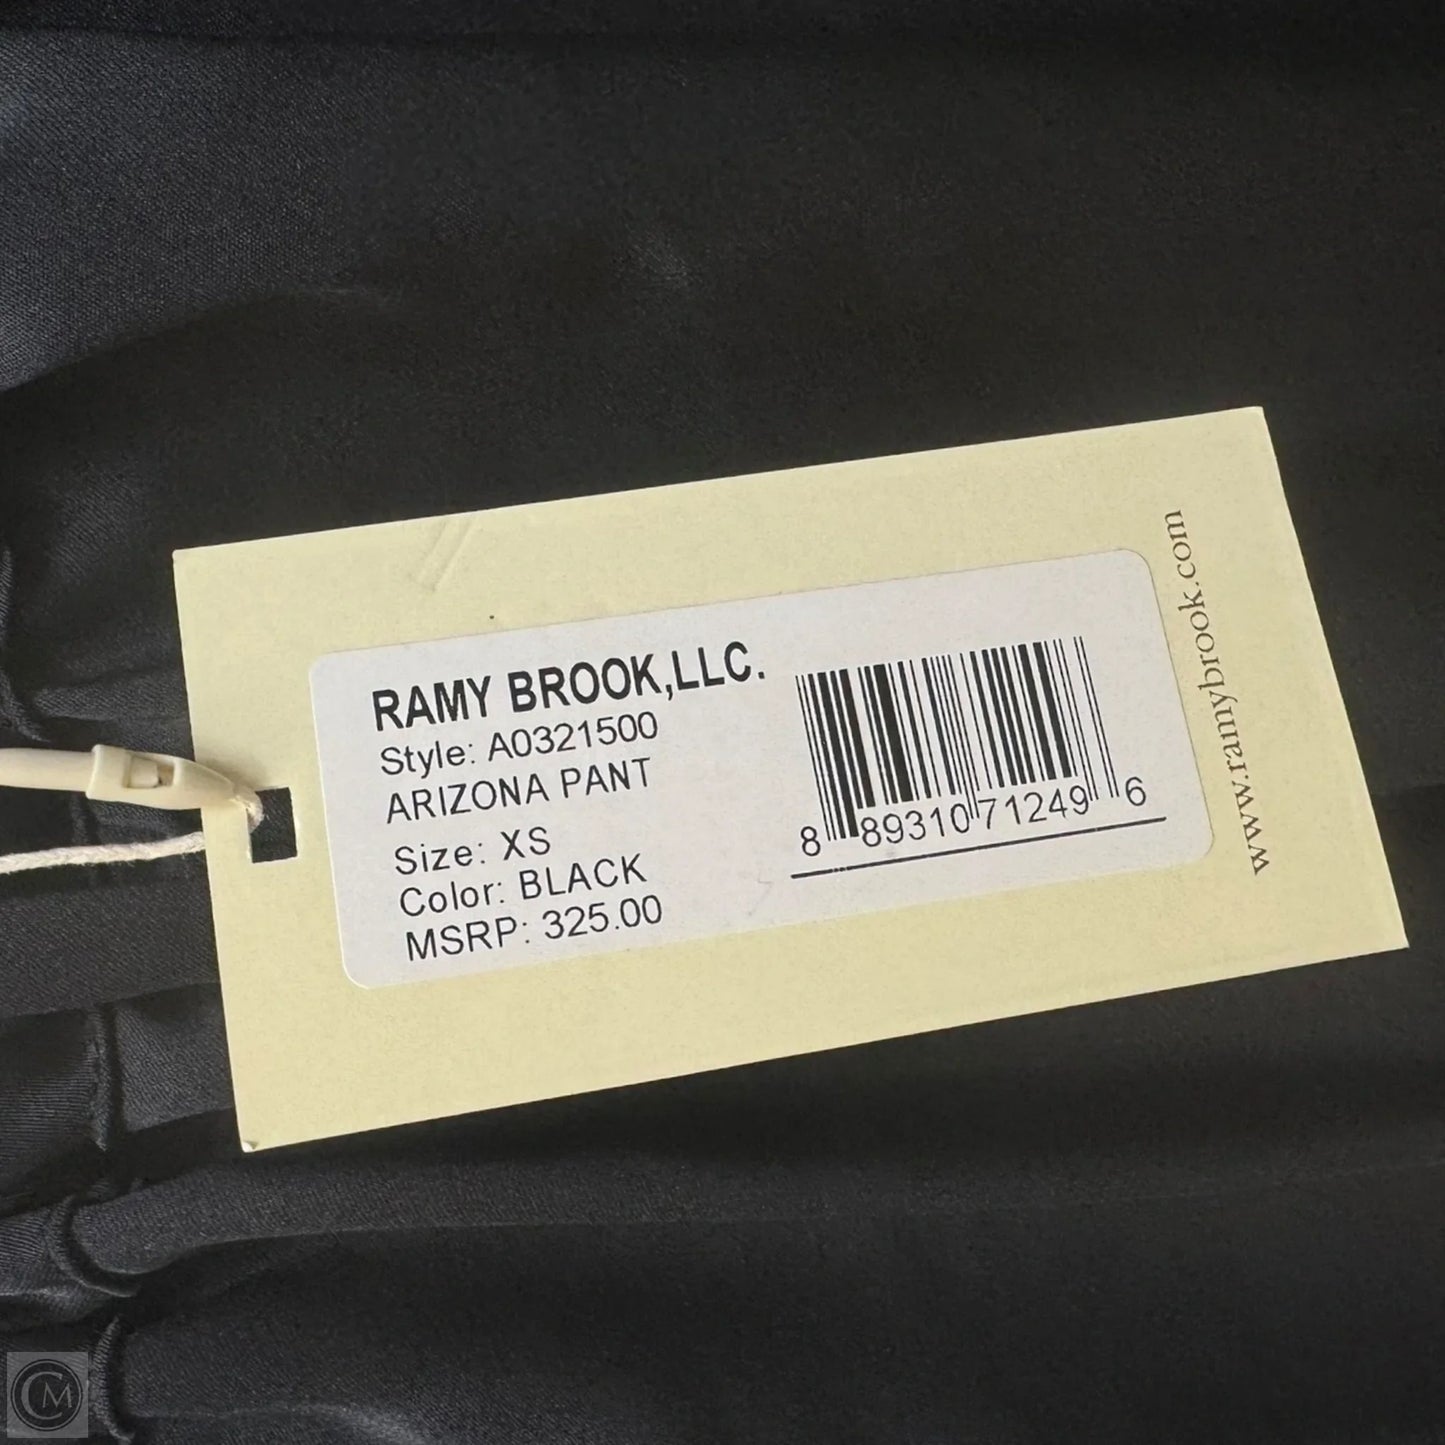 RAMY BROOK,LLC.
Style: A0321500
ARIZONA PANT
Size: XS
Color: BLACK
MSRP: 325.00
8 89310 71249 6
www.ramybrook.com
CM